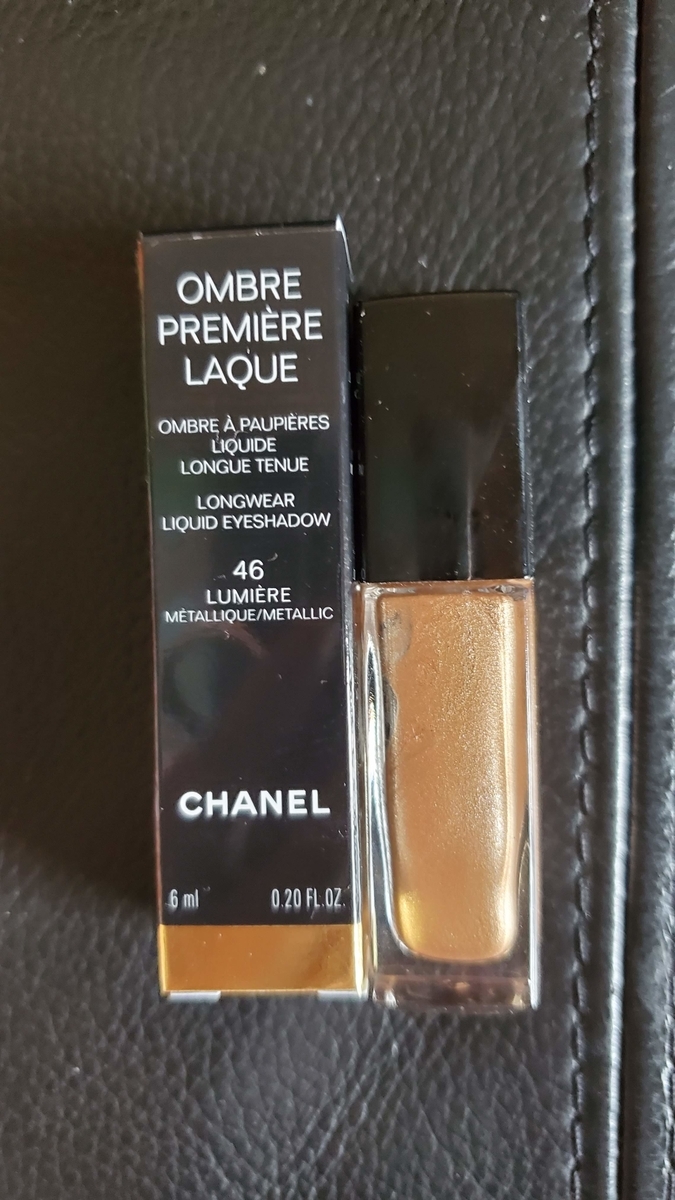 OMBRE
PREMIÈRE
LAQUE
OMBRE À PAUPIÈRES
LIQUIDE
LONGUE TENUE
LONGWEAR
LIQUID EYESHADOW
46
LUMIÈRE
MÉTALLIQUE/METALLIC
CHANEL
6 ml 0.20 FL.OZ.